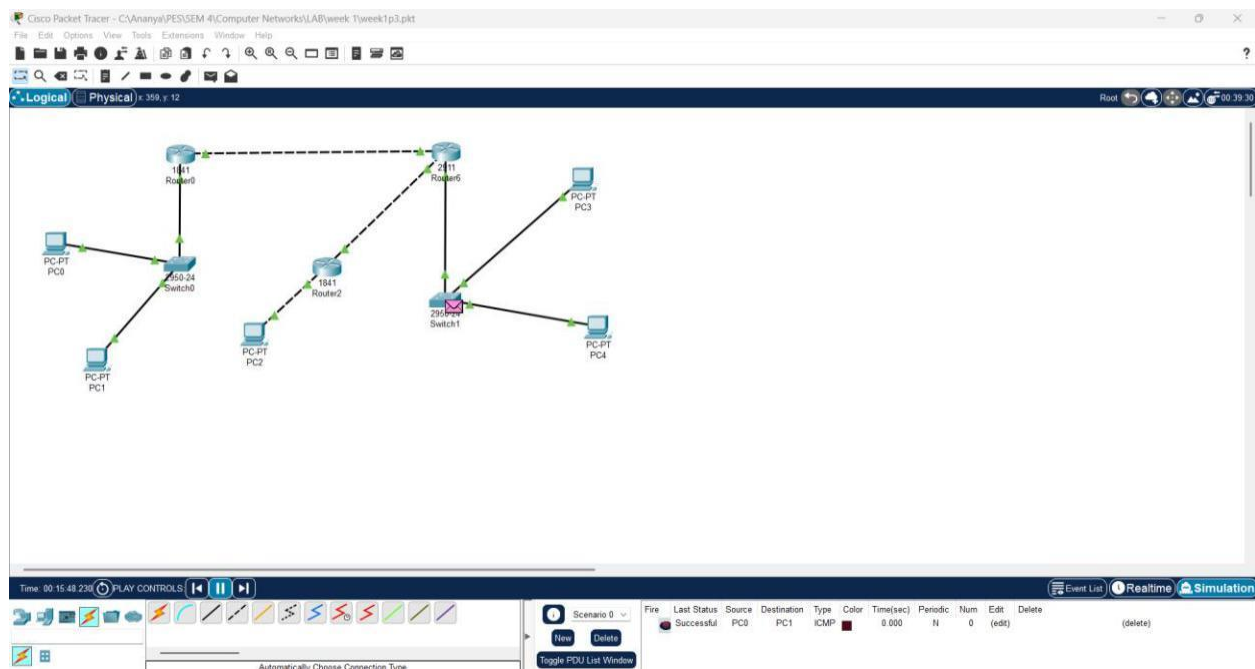 Cisco Packet Tracer - C:\Ananya\PES\SEM 4\Computer Networks\LAB\week 1\week1p3.pkt
File Edit Options View Tools Extensions Window Help
?
Logical Physical x: 359, y: 12 Root 00:39:30
1841
Router0
2911
Router6
PC-PT
PC3
PC-PT
PC0
2950-24
Switch0
1841
Router2
2950-24
Switch1
PC-PT
PC4
PC-PT
PC2
PC-PT
PC1
Time: 00:15:48.230 PLAY CONTROLS: Event List Realtime Simulation
Scenario 0
New Delete
Toggle PDU List Window
Fire Last Status Source Destination Type Color Time(sec) Periodic Num Edit Delete
Successful PC0 PC1 ICMP 0.000 N 0 (edit) (delete)
Automatically Choose Connection Type